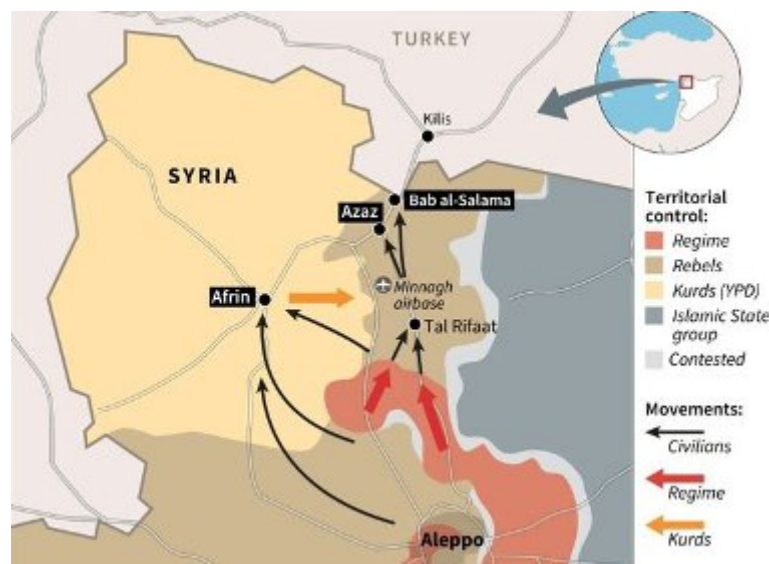 TURKEY
Kilis
SYRIA
Bab al-Salama
Azaz
Afrin
Minnagh
airbase
Tal Rifaat
Aleppo
Territorial
control:
Regime
Rebels
Kurds (YPD)
Islamic State
group
Contested
Movements:
Civilians
Regime
Kurds